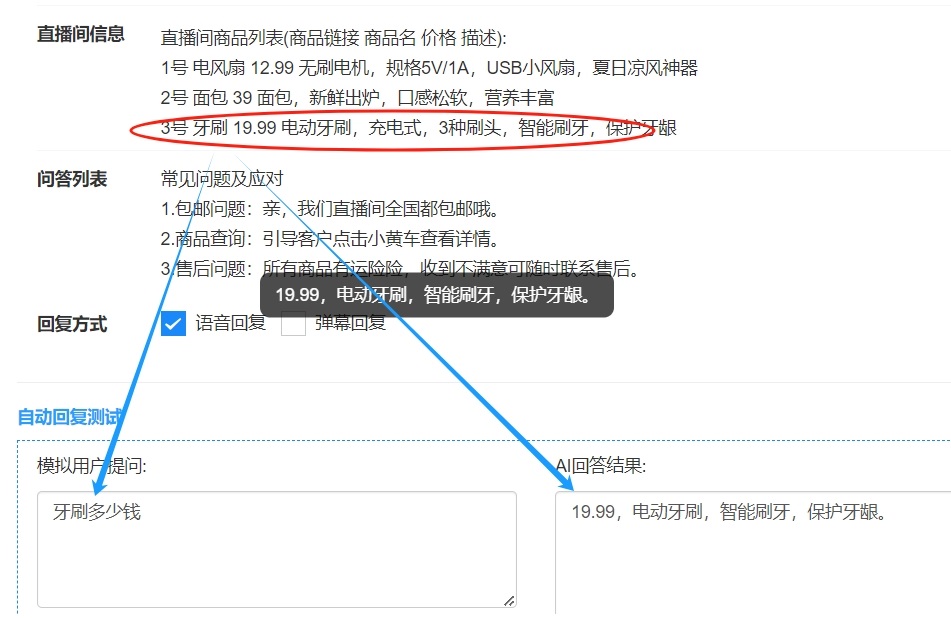 直播间信息
直播间商品列表(商品链接 商品名 价格 描述):
1号 电风扇 12.99 无刷电机，规格5V/1A，USB小风扇，夏日凉风神器
2号 面包 39 面包，新鲜出炉，口感松软，营养丰富
3号 牙刷 19.99 电动牙刷，充电式，3种刷头，智能刷牙，保护牙龈
问答列表
常见问题及应对
1.包邮问题：亲，我们直播间全国都包邮哦。
2.商品查询：引导客户点击小黄车查看详情。
3.售后问题：所有商品有运险险，收到不满意可随时联系售后。
19.99，电动牙刷，智能刷牙，保护牙龈。
回复方式
语音回复 弹幕回复
自动回复测试
模拟用户提问:
牙刷多少钱
AI回答结果:
19.99，电动牙刷，智能刷牙，保护牙龈。